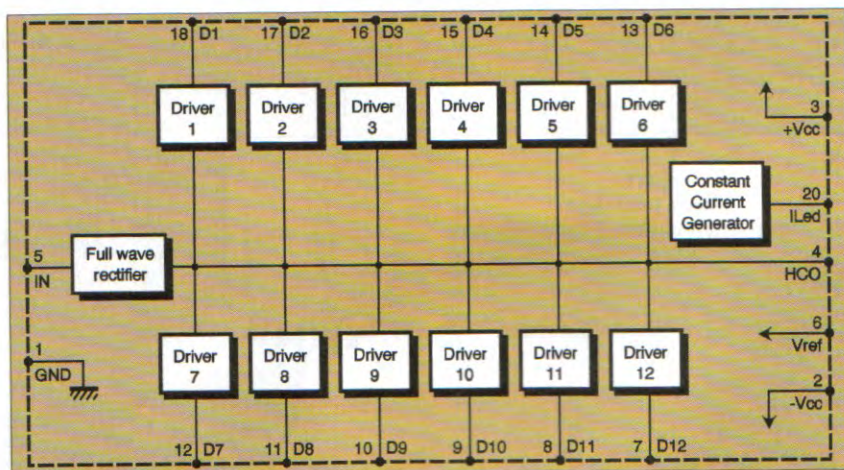 18 D1 17 D2 16 D3 15 D4 14 D5 13 D6
Driver 1
Driver 2
Driver 3
Driver 4
Driver 5
Driver 6
3
+Vcc
Constant
Current
Generator
20
ILed
5
IN
Full wave
rectifier
4
HCO
1
GND
Driver 7
Driver 8
Driver 9
Driver 10
Driver 11
Driver 12
6
Vref
2
-Vcc
12 D7 11 D8 10 D9 9 D10 8 D11 7 D12